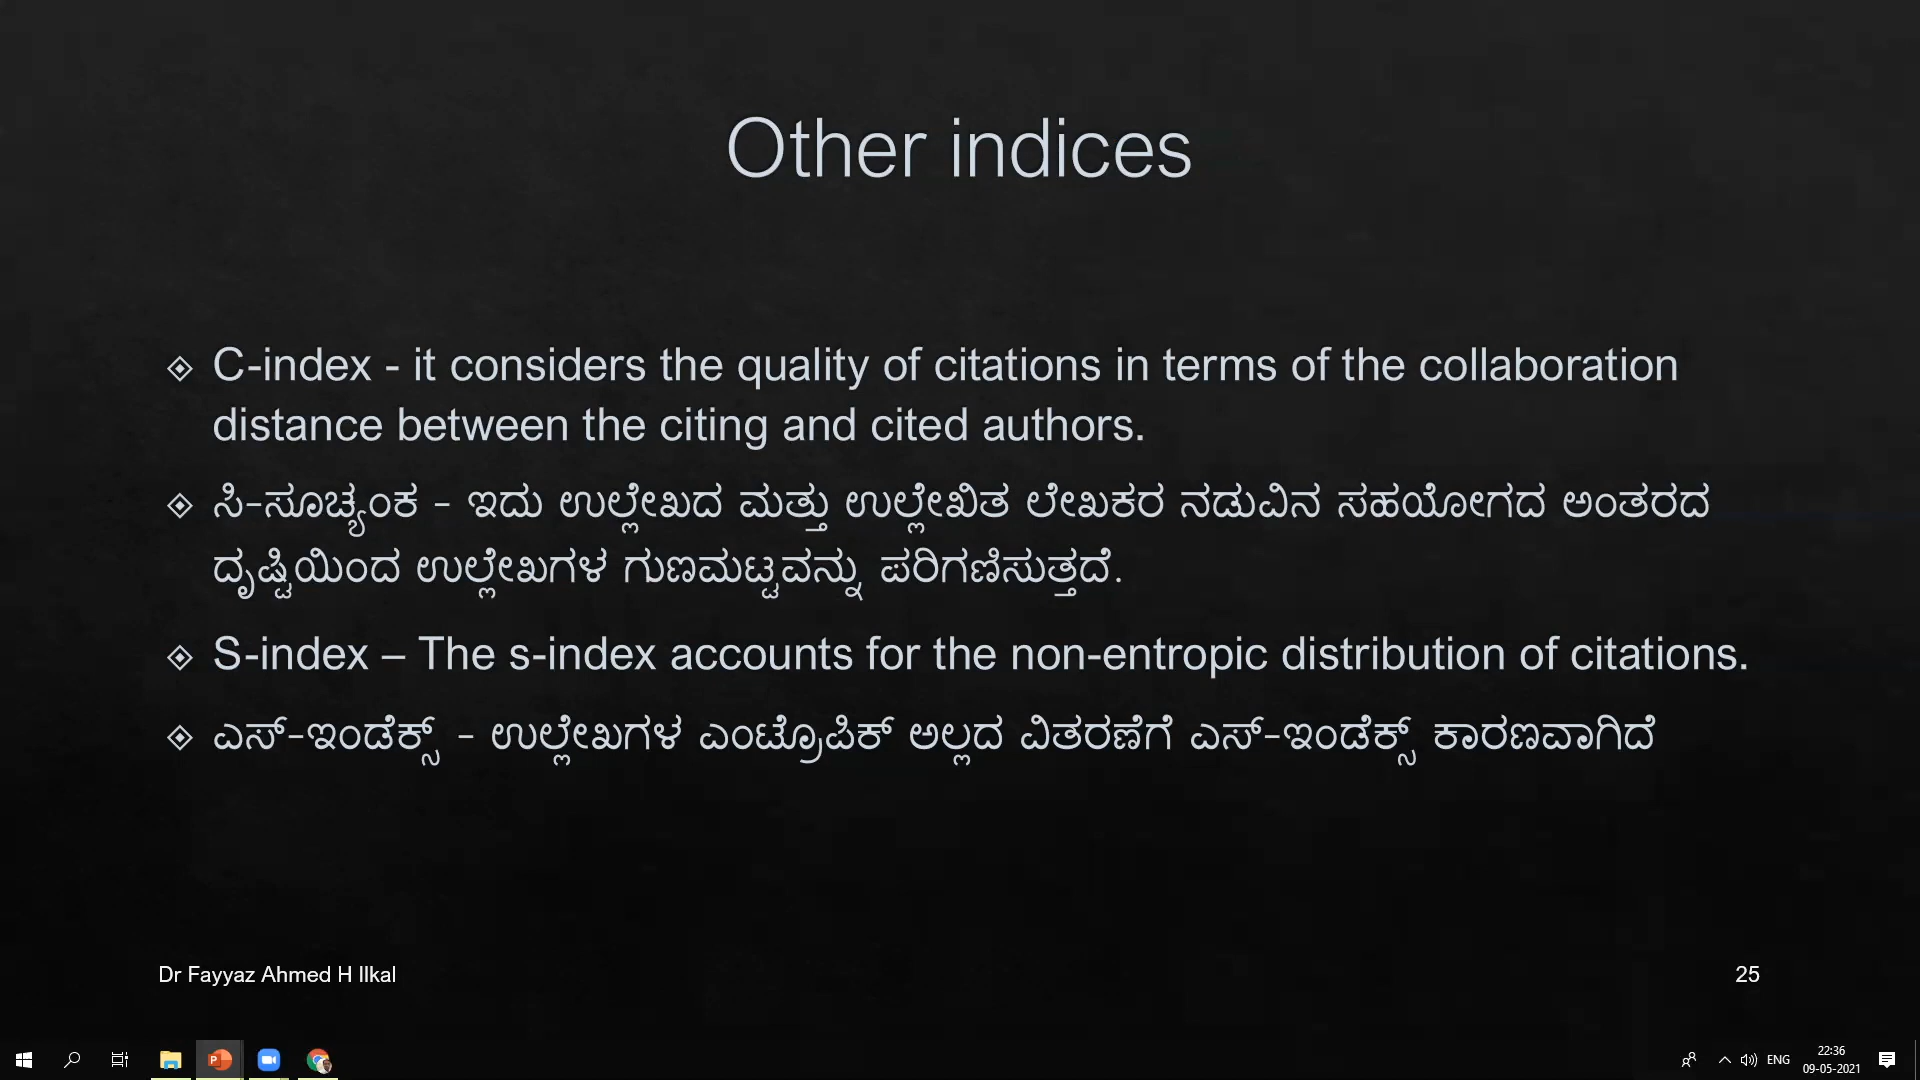 Other indices
C-index - it considers the quality of citations in terms of the collaboration
distance between the citing and cited authors.
ಸಿ-ಸೂಚ್ಯಂಕ - ಇದು ಉಲ್ಲೇಖದ ಮತ್ತು ಉಲ್ಲೇಖಿತ ಲೇಖಕರ ನಡುವಿನ ಸಹಯೋಗದ ಅಂತರದ
ದೃಷ್ಟಿಯಿಂದ ಉಲ್ಲೇಖಗಳ ಗುಣಮಟ್ಟವನ್ನು ಪರಿಗಣಿಸುತ್ತದೆ.
S-index – The s-index accounts for the non-entropic distribution of citations.
ಎಸ್-ಇಂಡೆಕ್ಸ್ - ಉಲ್ಲೇಖಗಳ ಎಂಟ್ರೊಪಿಕ್ ಅಲ್ಲದ ವಿತರಣೆಗೆ ಎಸ್-ಇಂಡೆಕ್ಸ್ ಕಾರಣವಾಗಿದೆ
Dr Fayyaz Ahmed H Ilkal
25
ENG
22:36
09-05-2021